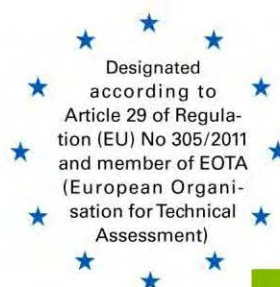 Designated
according to
Article 29 of Regula-
tion (EU) No 305/2011
and member of EOTA
(European Organi-
sation for Technical
Assessment)